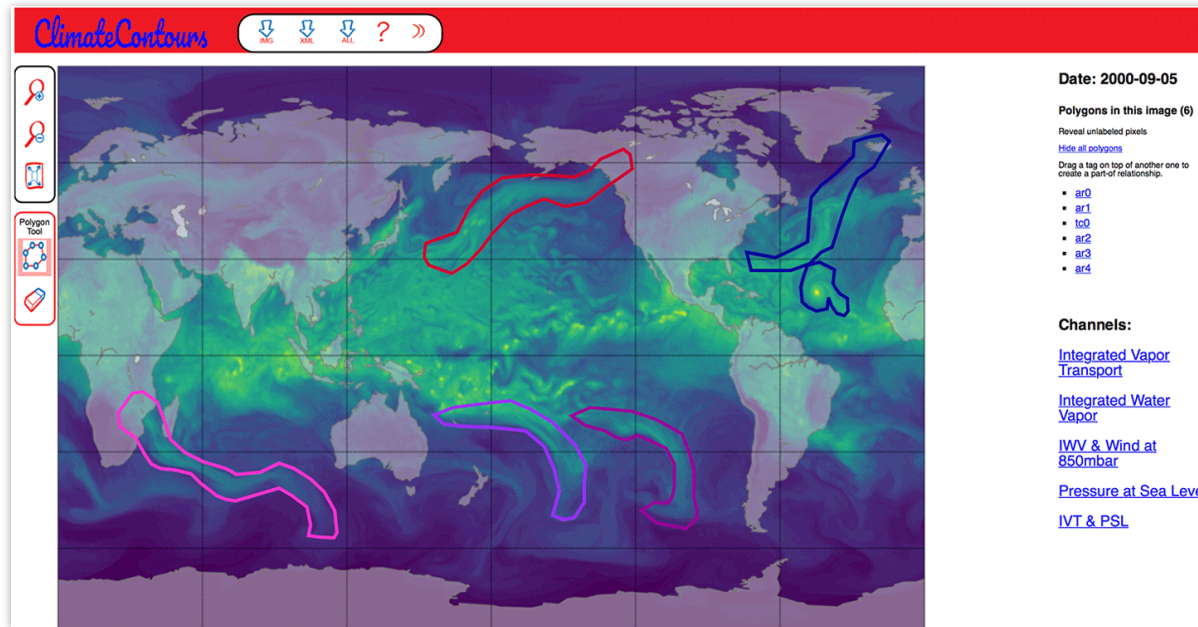 ClimateContours
IMG XML ALL ?
Polygon
Tool
Date: 2000-09-05
Polygons in this image (6)
Reveal unlabeled pixels
Hide all polygons
Drag a tag on top of another one to
create a part-of relationship.
ar0
ar1
tc0
ar2
ar3
ar4
Channels:
Integrated Vapor
Transport
Integrated Water
Vapor
IWV & Wind at
850mbar
Pressure at Sea Leve
IVT & PSL